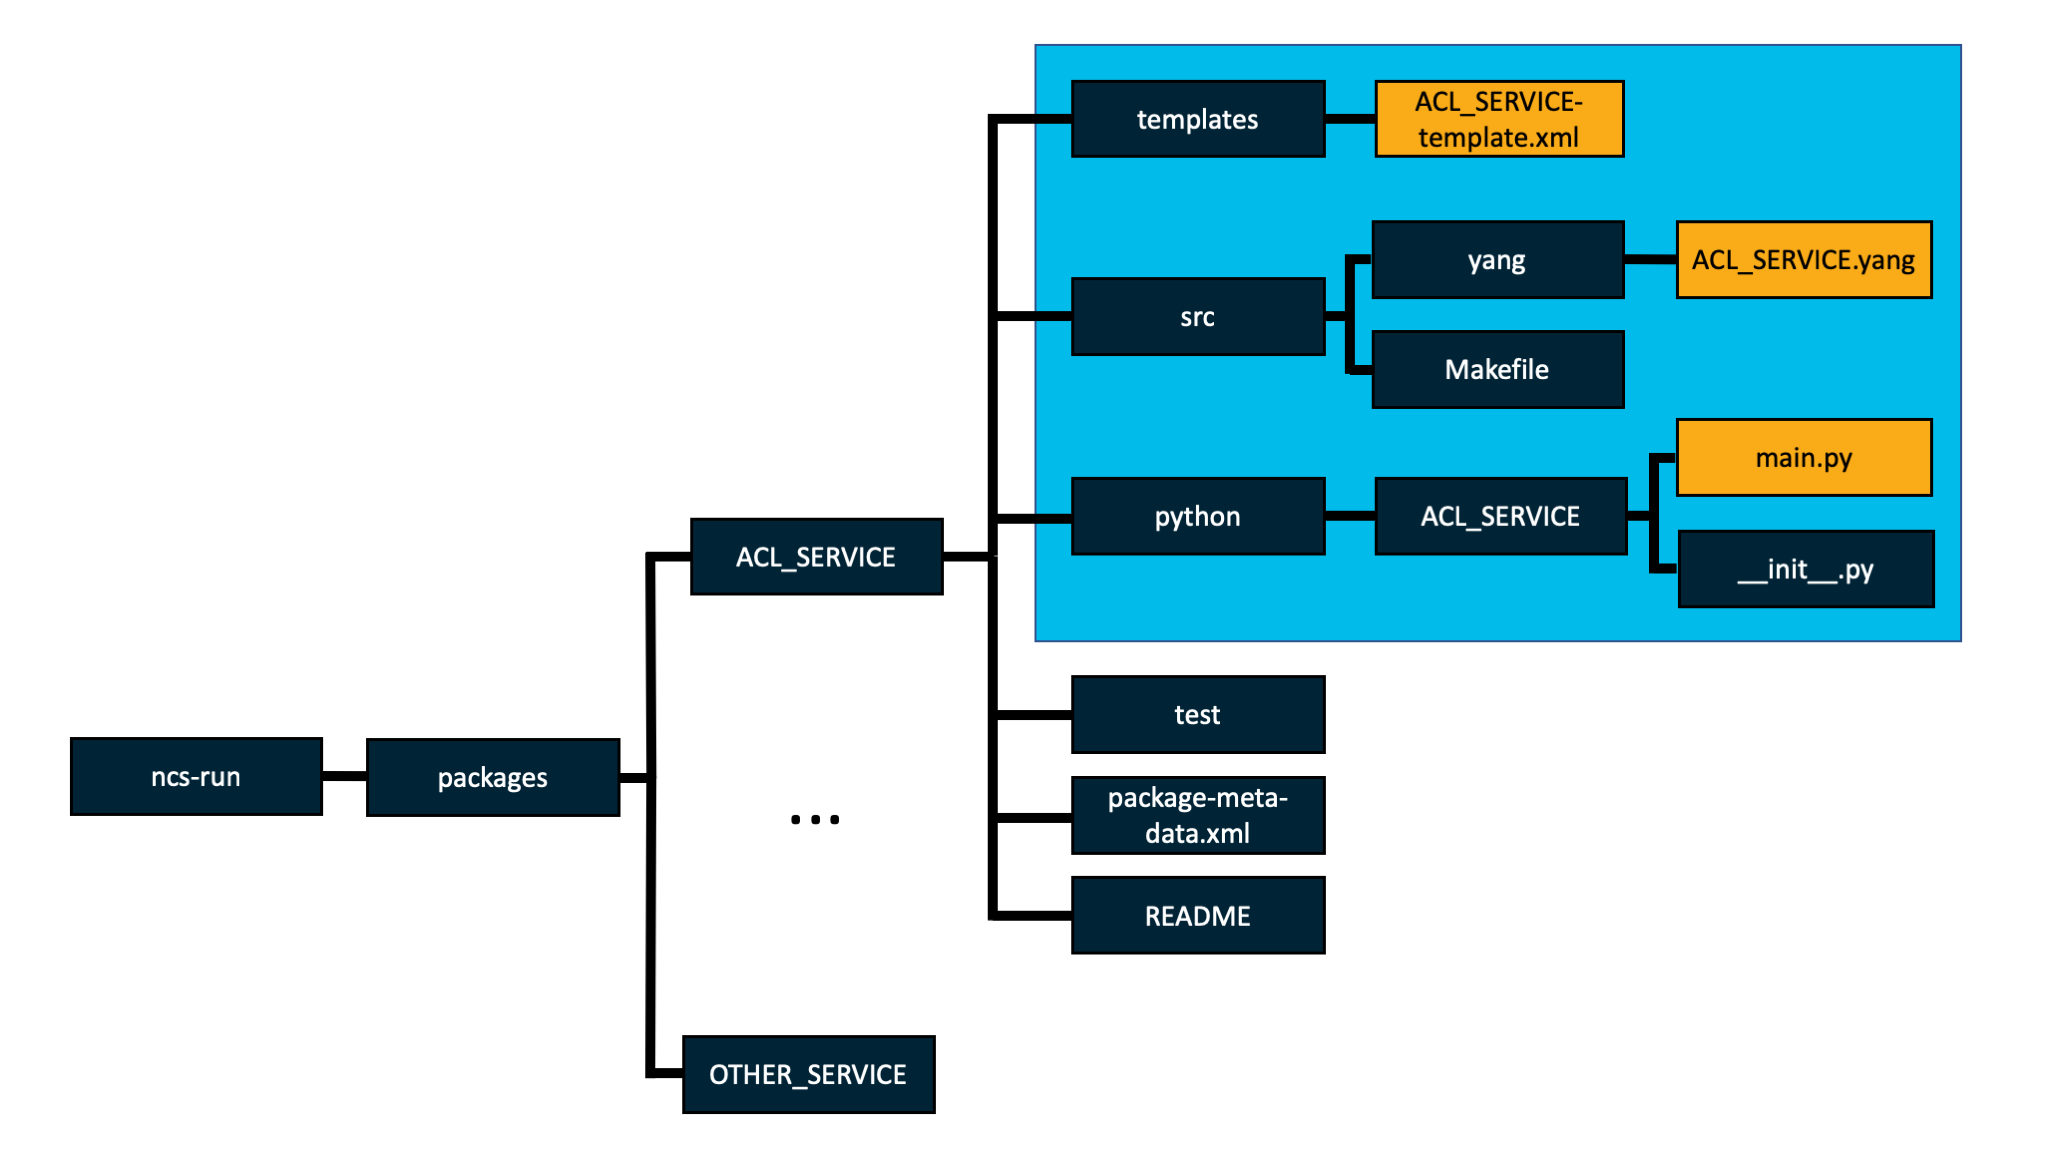 templates
ACL_SERVICE-
template.xml
yang
ACL_SERVICE.yang
src
Makefile
main.py
python
ACL_SERVICE
__init__.py
ACL_SERVICE
test
ncs-run
packages
package-meta-
data.xml
...
README
OTHER_SERVICE